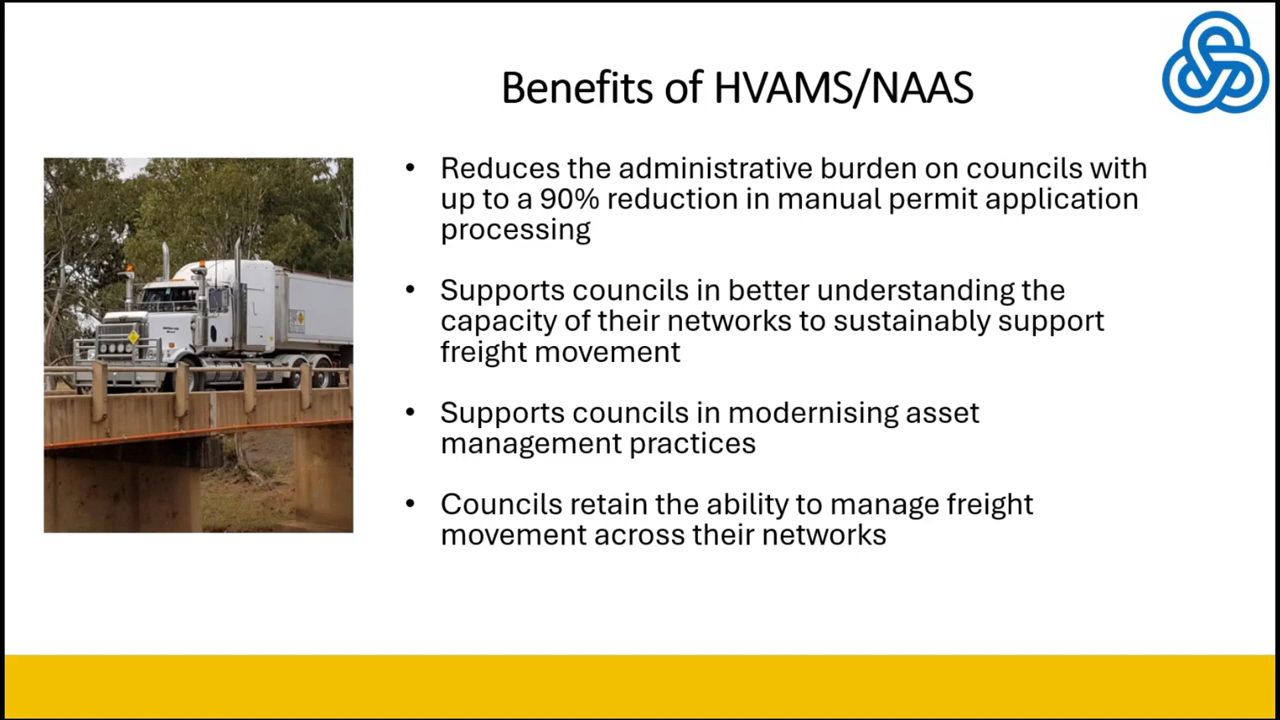 Benefits of HVAMS/NAAS
• Reduces the administrative burden on councils with
up to a 90% reduction in manual permit application
processing
• Supports councils in better understanding the
capacity of their networks to sustainably support
freight movement
• Supports councils in modernising asset
management practices
• Councils retain the ability to manage freight
movement across their networks